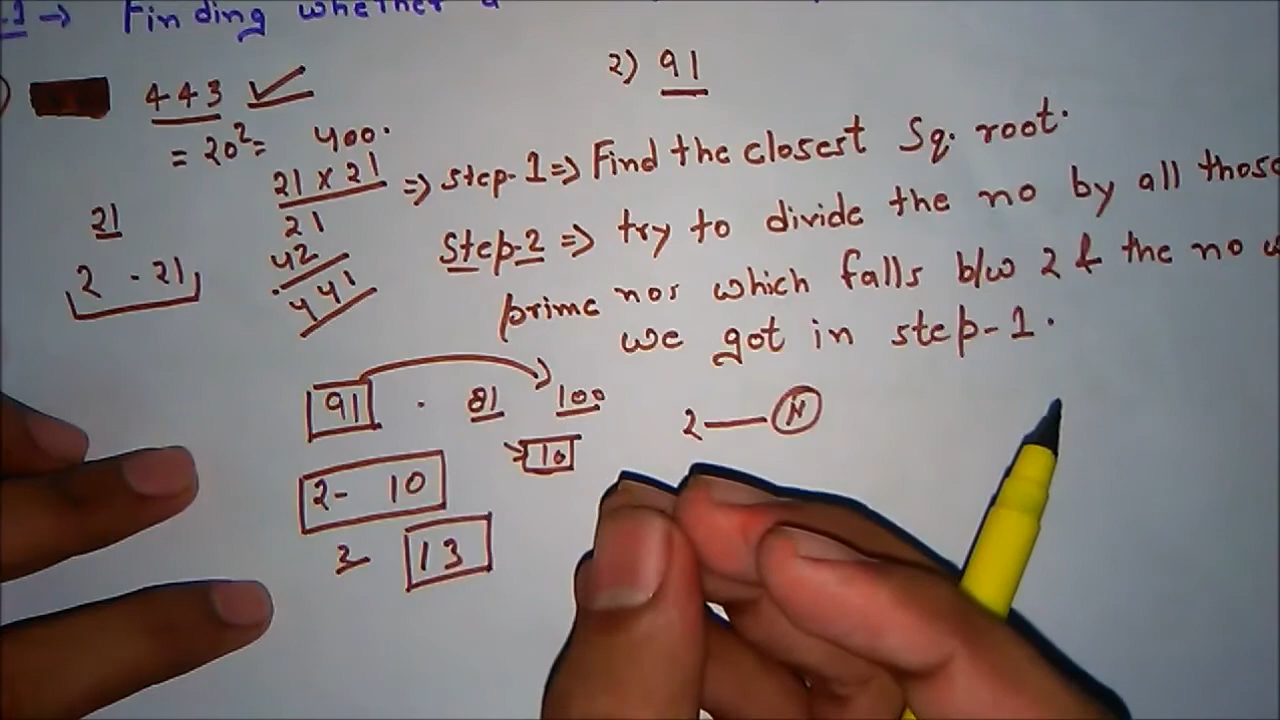 1 → Finding whether a
443 ✓
= 20²= 400.
21 x 21 => step-1=> Find the closest Sq. root.
21
42
441
21
2 - 21
2) 91
Step-2 => try to divide the no by all those
prime nos which falls b/w 2 & the no
we got in step-1.
91 . 81 100
10
2 — N
2- 10
2 13